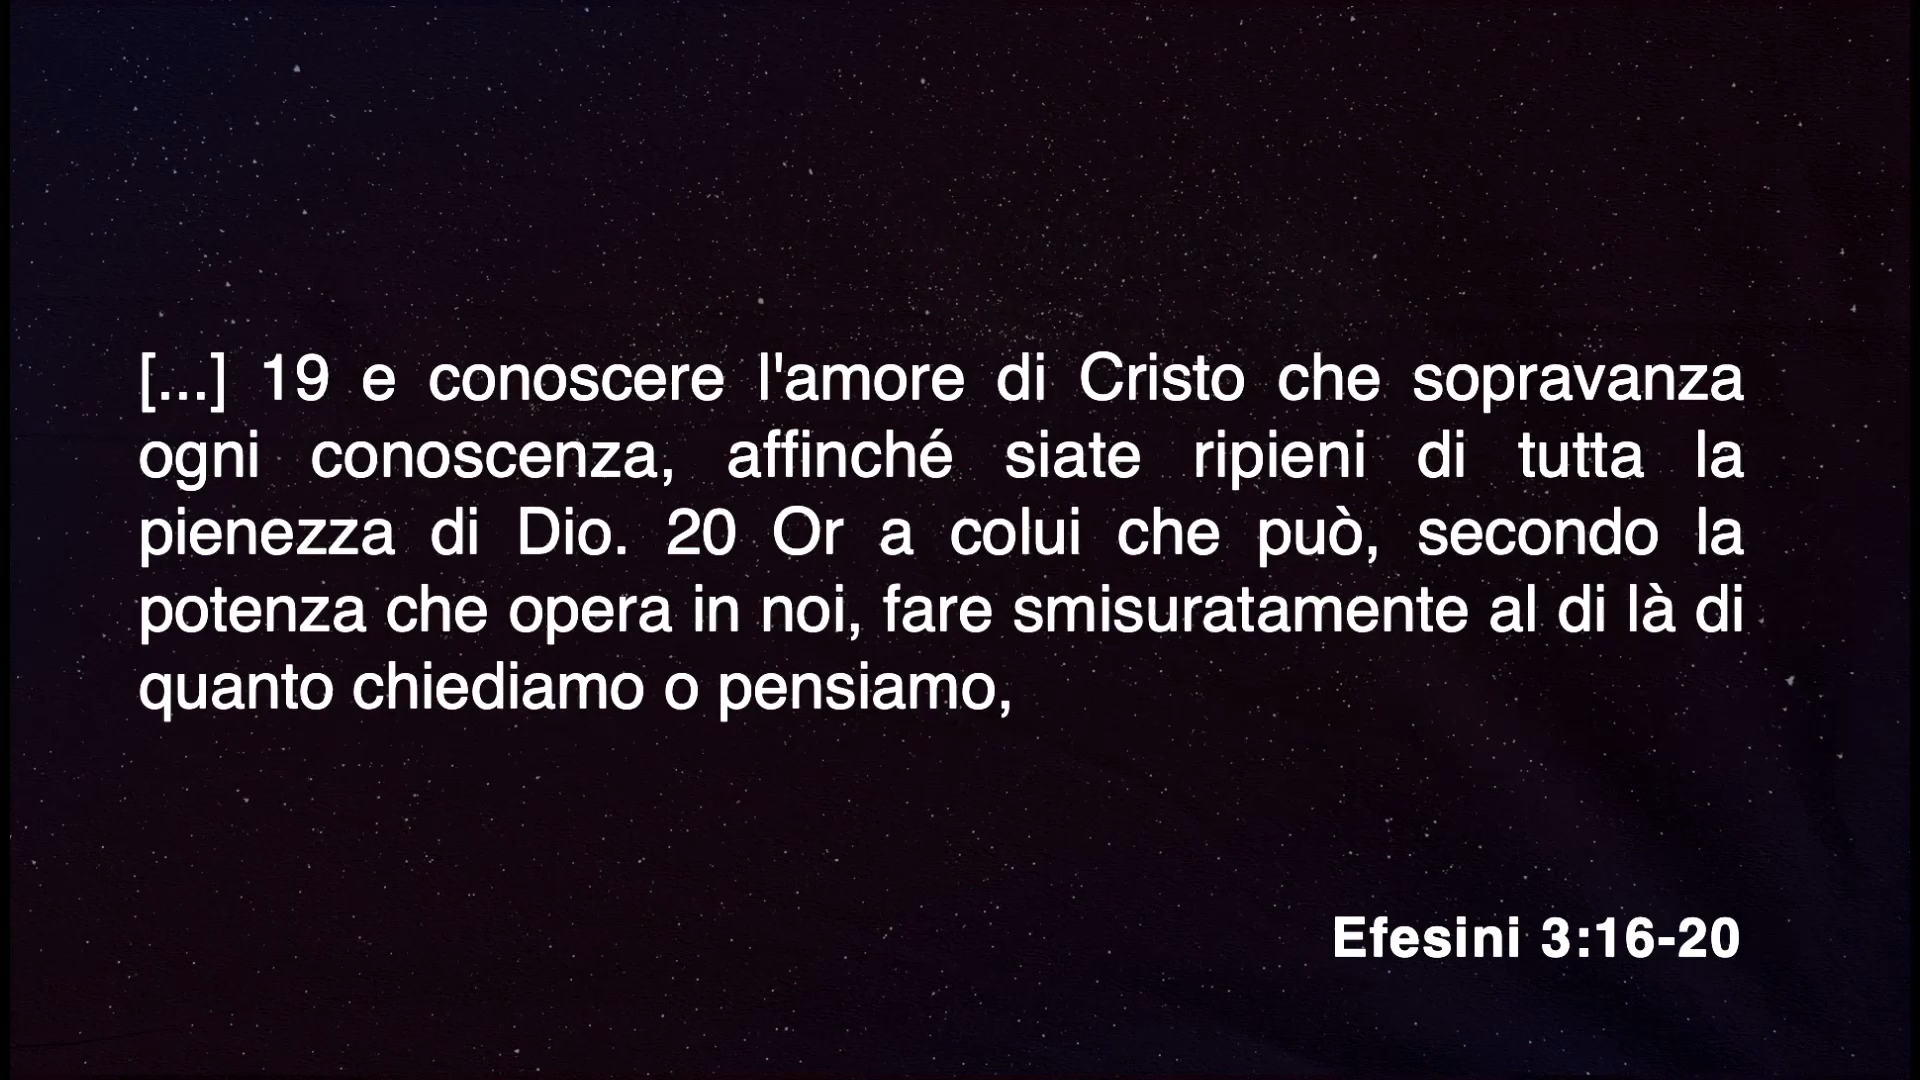 [...] 19 e conoscere l'amore di Cristo che sopravanza
ogni conoscenza, affinché siate ripieni di tutta la
pienezza di Dio. 20 Or a colui che può, secondo la
potenza che opera in noi, fare smisuratamente al di là di
quanto chiediamo o pensiamo,
Efesini 3:16-20